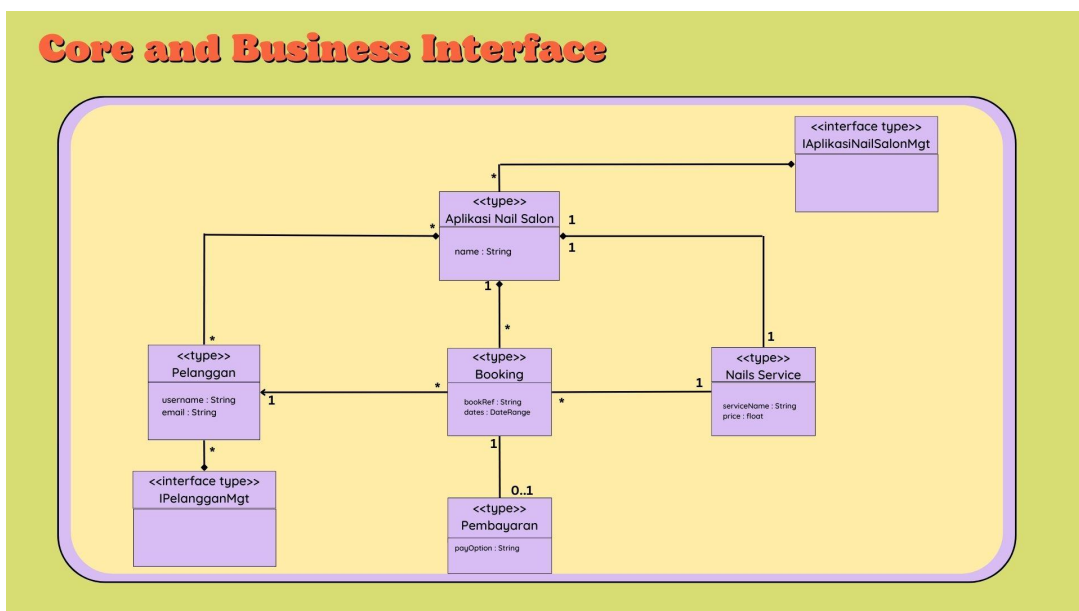 Core and Business Interface
<<interface type>>
IAplikasiNailSalonMgt
*
<<type>>
Aplikasi Nail Salon
1
*
name : String
1
1
*
*
1
<<type>>
Pelanggan
username : String
email : String
<<type>>
Booking
bookRef : String
dates : DateRange
<<type>>
Nails Service
serviceName : String
price : float
1
*
*
1
*
1
<<interface type>>
IPelangganMgt
0..1
<<type>>
Pembayaran
payOption : String